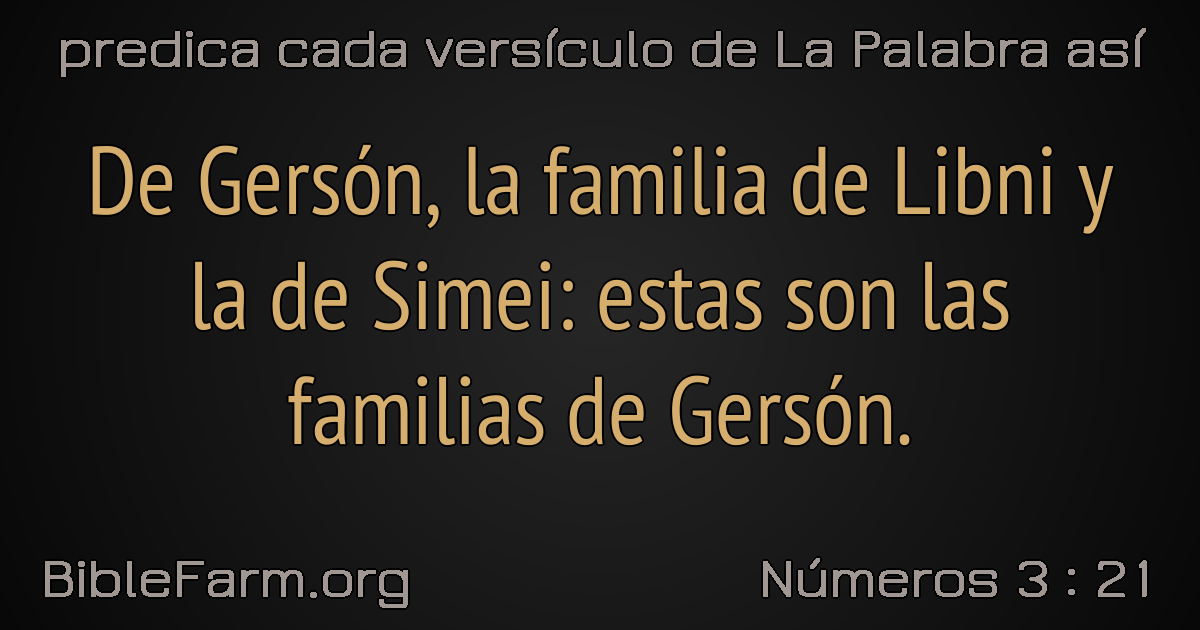 predica cada versículo de La Palabra así
De Gersón, la familia de Libni y
la de Simei: estas son las
familias de Gersón.
BibleFarm.org
Números 3 : 21